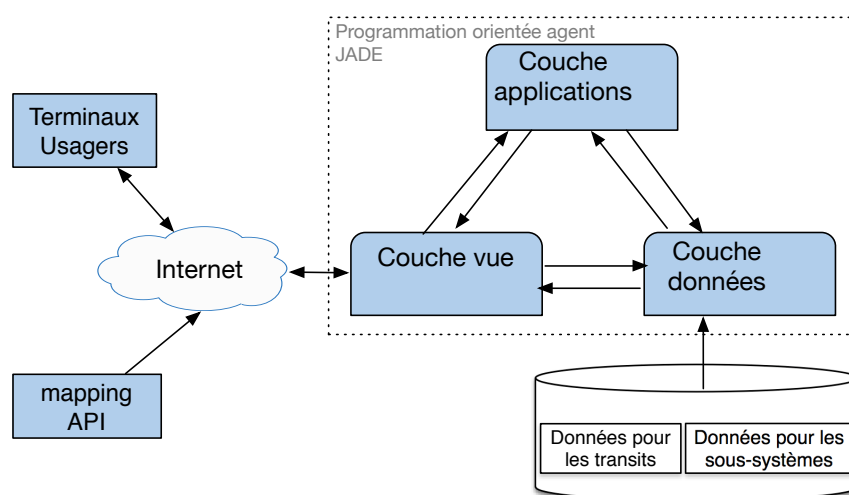 Programmation orientée agent
JADE
Couche
applications
Terminaux
Usagers
Internet
Couche vue
Couche
données
mapping
API
Données pour
les transits
Données pour les
sous-systèmes